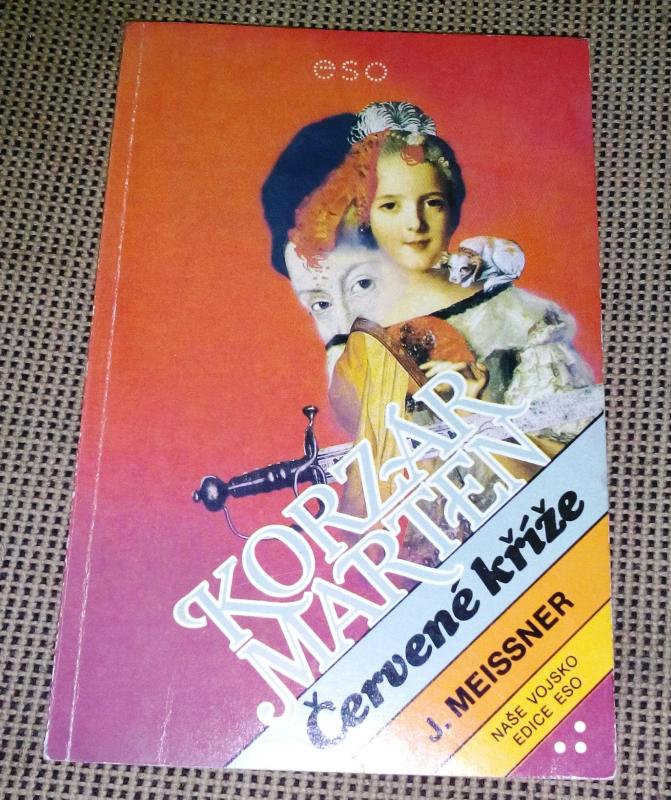 eso
KORZÁR
MARTEN
Červené kříže
J. MEISSNER
NAŠE VOJSKO
EDICE ESO